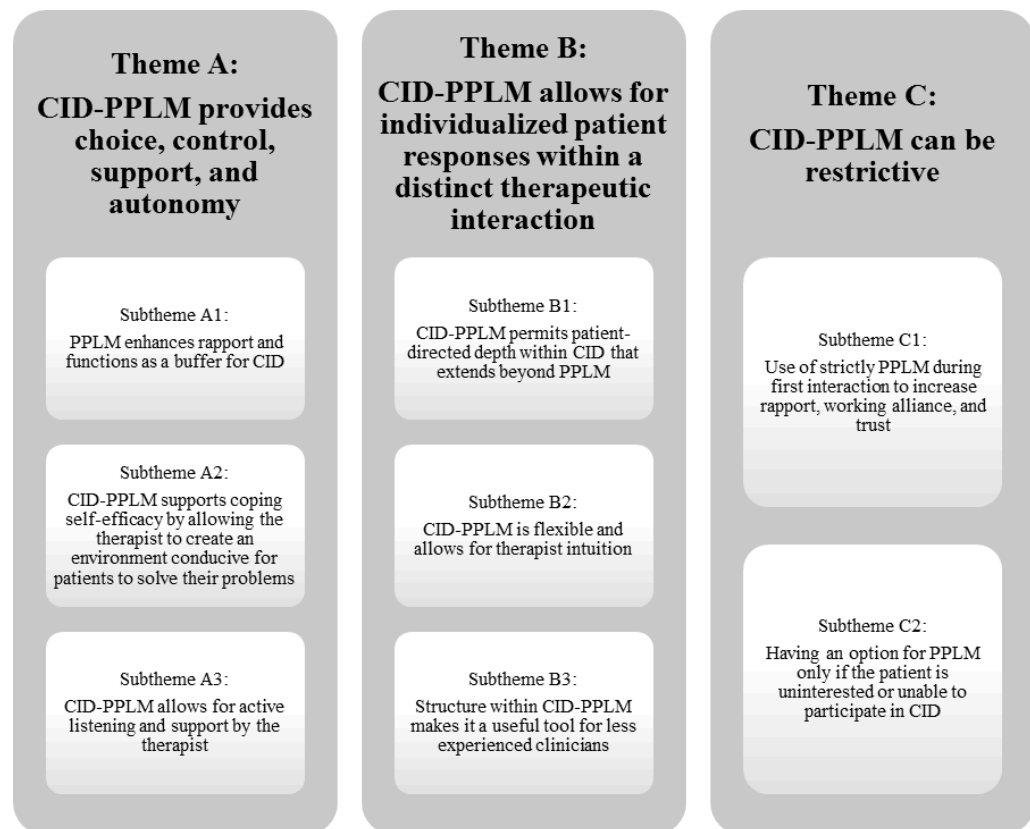 Theme A:
CID-PPLM provides
choice, control,
support, and
autonomy
Subtheme A1:
PPLM enhances rapport and
functions as a buffer for CID
Subtheme A2:
CID-PPLM supports coping
self-efficacy by allowing the
therapist to create an
environment conducive for
patients to solve their problems
Subtheme A3:
CID-PPLM allows for active
listening and support by the
therapist
Theme B:
CID-PPLM allows for
individualized patient
responses within a
distinct therapeutic
interaction
Subtheme B1:
CID-PPLM permits patient-
directed depth within CID that
extends beyond PPLM
Subtheme B2:
CID-PPLM is flexible and
allows for therapist intuition
Subtheme B3:
Structure within CID-PPLM
makes it a useful tool for less
experienced clinicians
Theme C:
CID-PPLM can be
restrictive
Subtheme C1:
Use of strictly PPLM during
first interaction to increase
rapport, working alliance, and
trust
Subtheme C2:
Having an option for PPLM
only if the patient is
uninterested or unable to
participate in CID